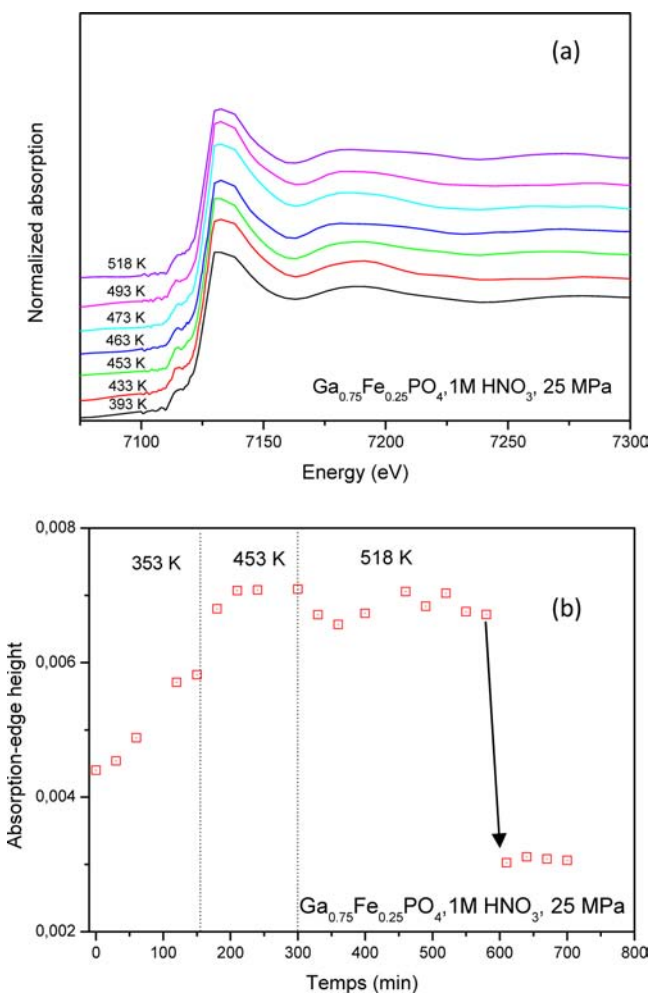 (a)
Normalized absorption
518 K
493 K
473 K
463 K
453 K
433 K
393 K
Ga0.75Fe0.25PO4, 1M HNO3, 25 MPa
7100 7150 7200 7250 7300
Energy (eV)
0,008
353 K 453 K 518 K
(b)
0,006
Absorption-edge height
0,004
Ga0.75Fe0.25PO4, 1M HNO3, 25 MPa
0,002
0 100 200 300 400 500 600 700 800
Temps (min)